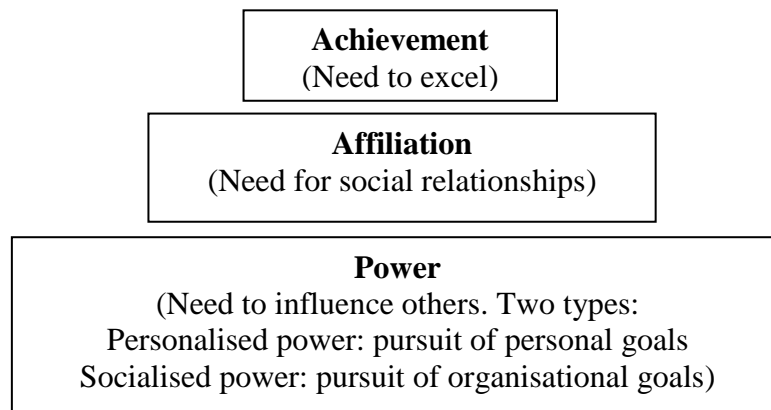 Achievement
(Need to excel)
Affiliation
(Need for social relationships)
Power
(Need to influence others. Two types:
Personalised power: pursuit of personal goals
Socialised power: pursuit of organisational goals)